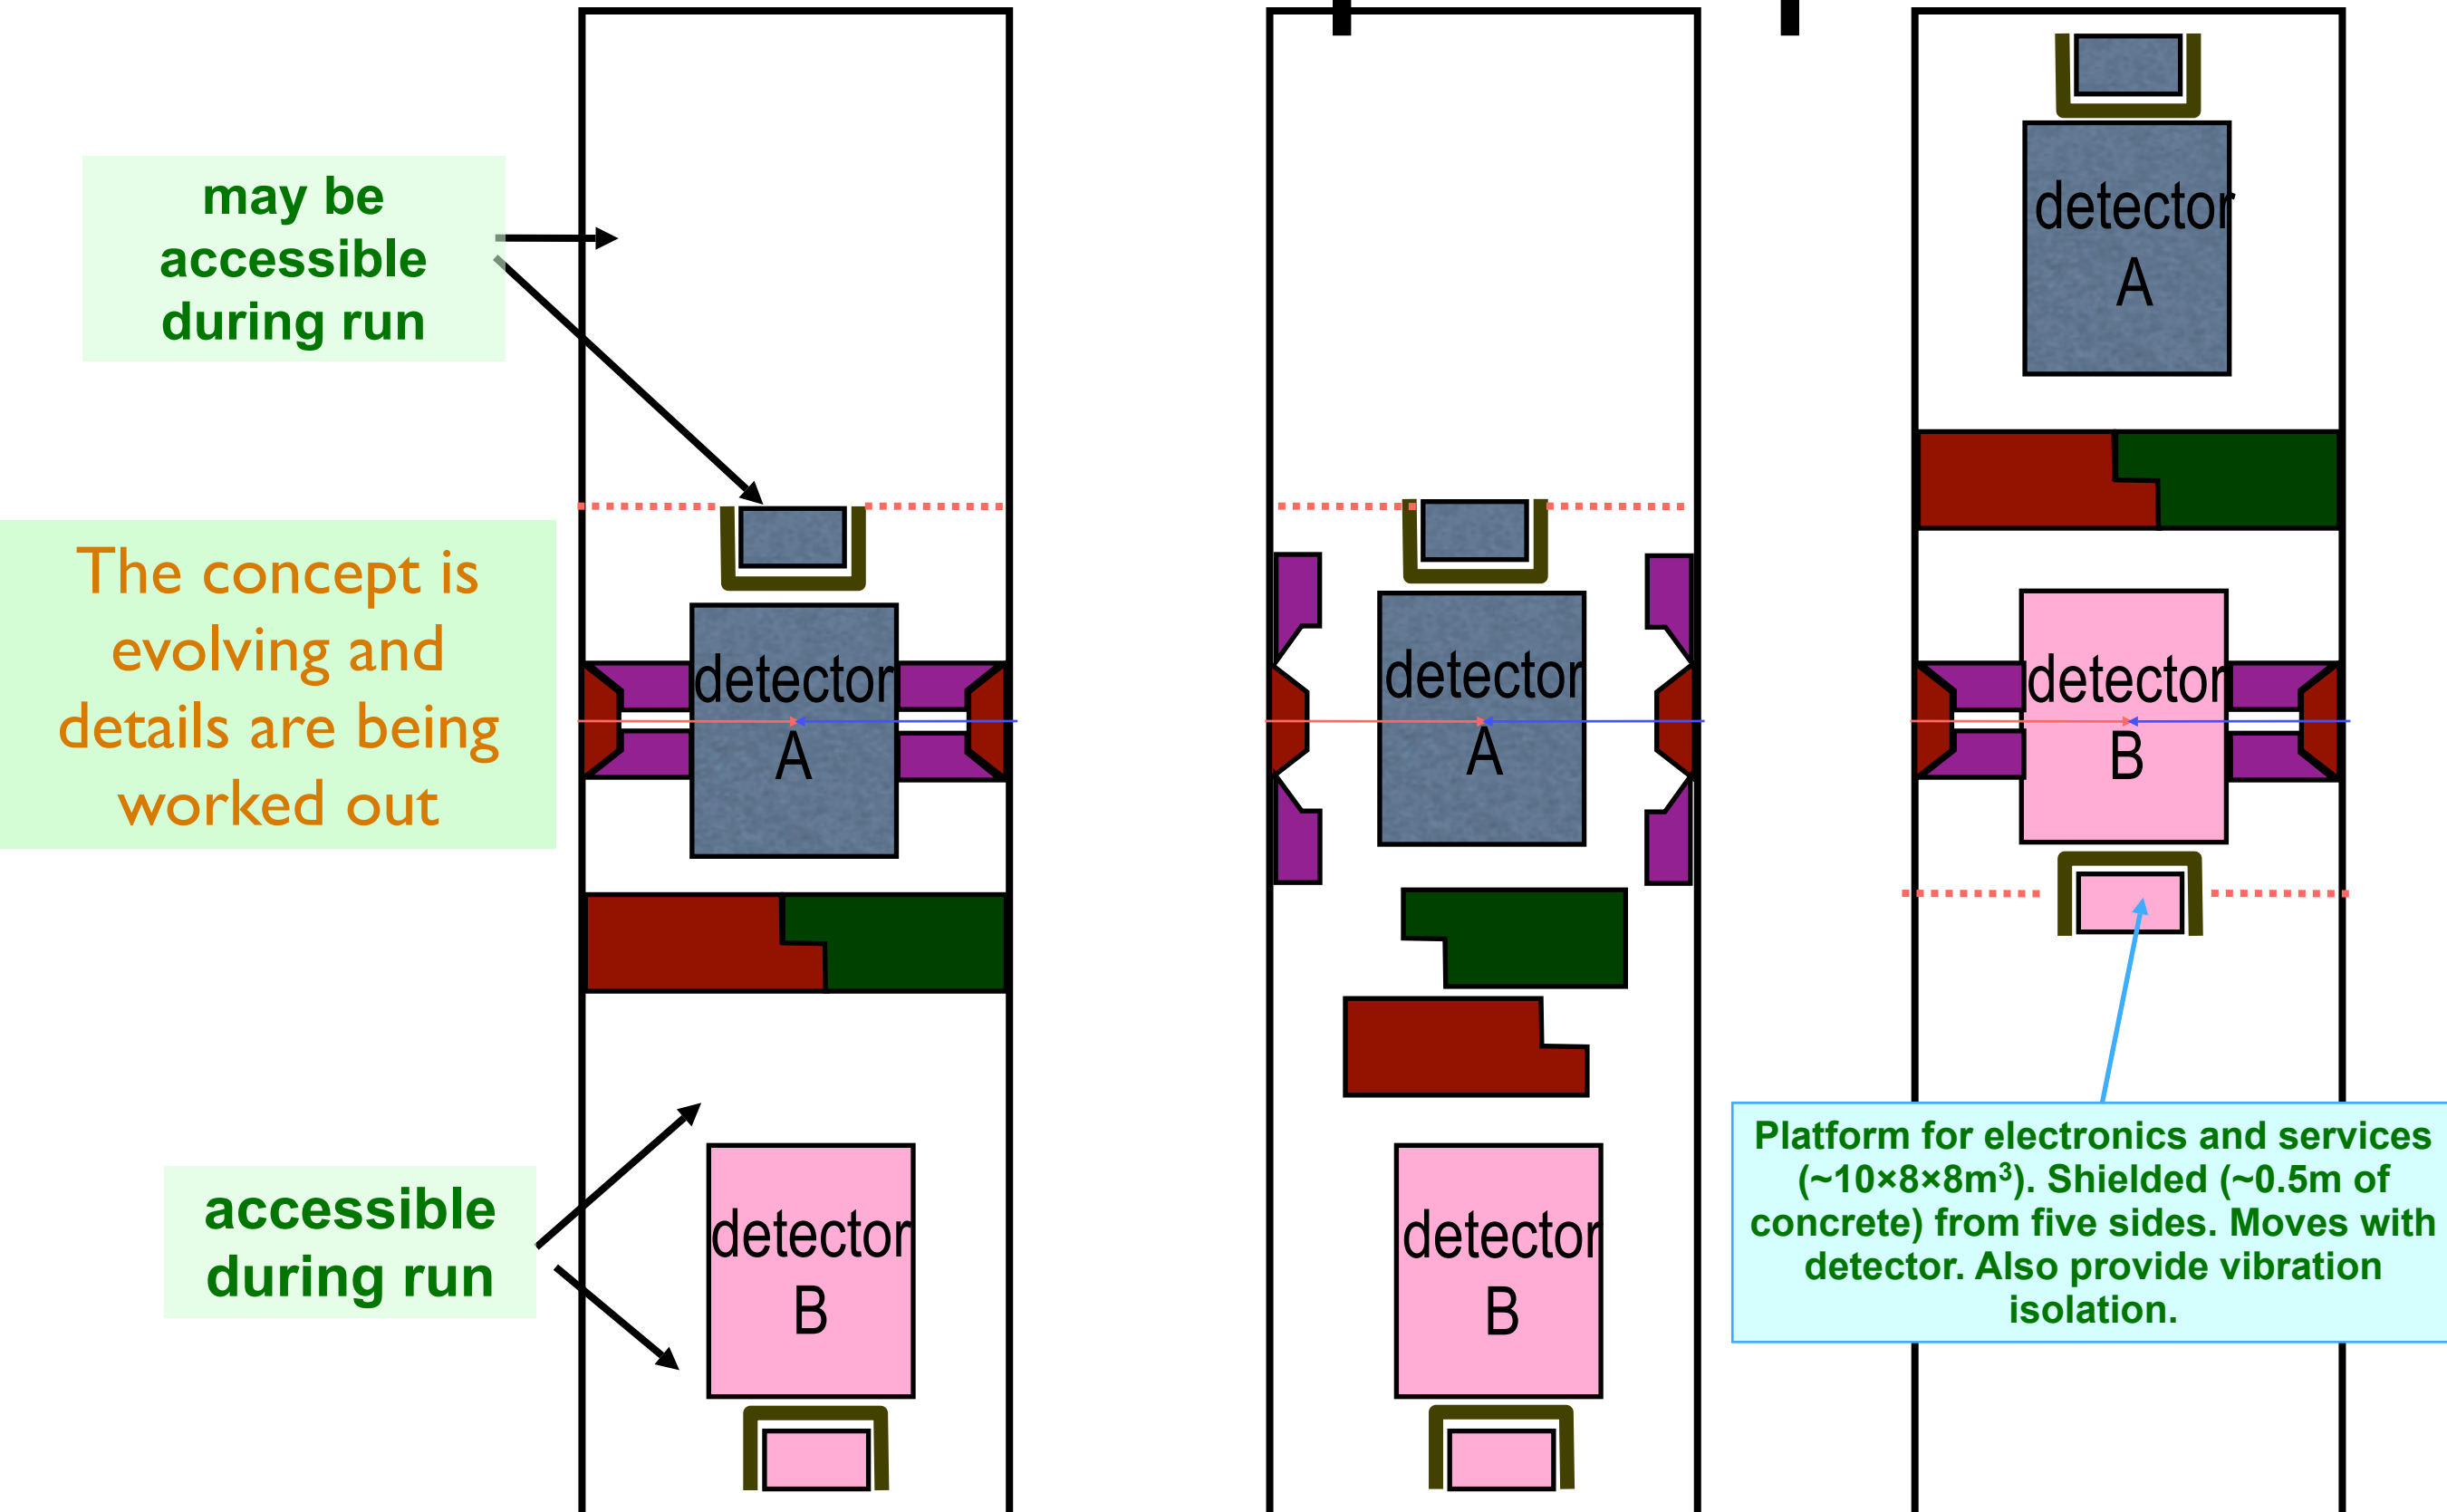 may be
accessible
during run
The concept is
evolving and
details are being
worked out
accessible
during run
detector
A
detector
B
detector
A
detector
B
detector
A
detector
B
Platform for electronics and services
(~10×8×8m³). Shielded (~0.5m of
concrete) from five sides. Moves with
detector. Also provide vibration
isolation.